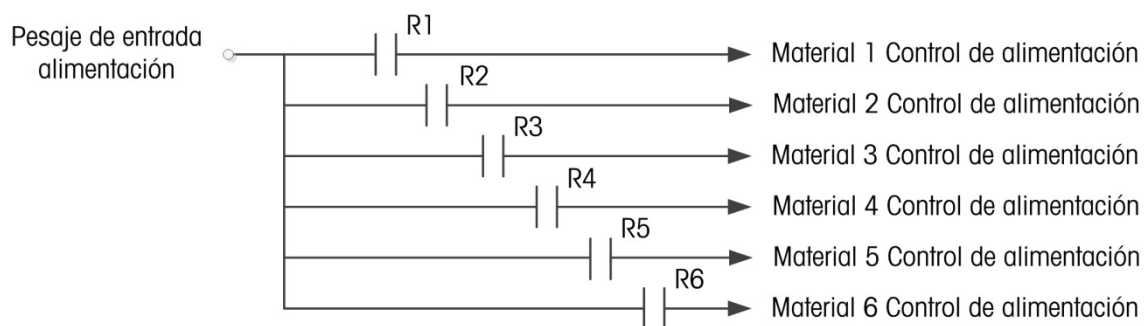 Pesaje de entrada
alimentación
R1
Material 1 Control de alimentación
R2
Material 2 Control de alimentación
R3
Material 3 Control de alimentación
R4
Material 4 Control de alimentación
R5
Material 5 Control de alimentación
R6
Material 6 Control de alimentación